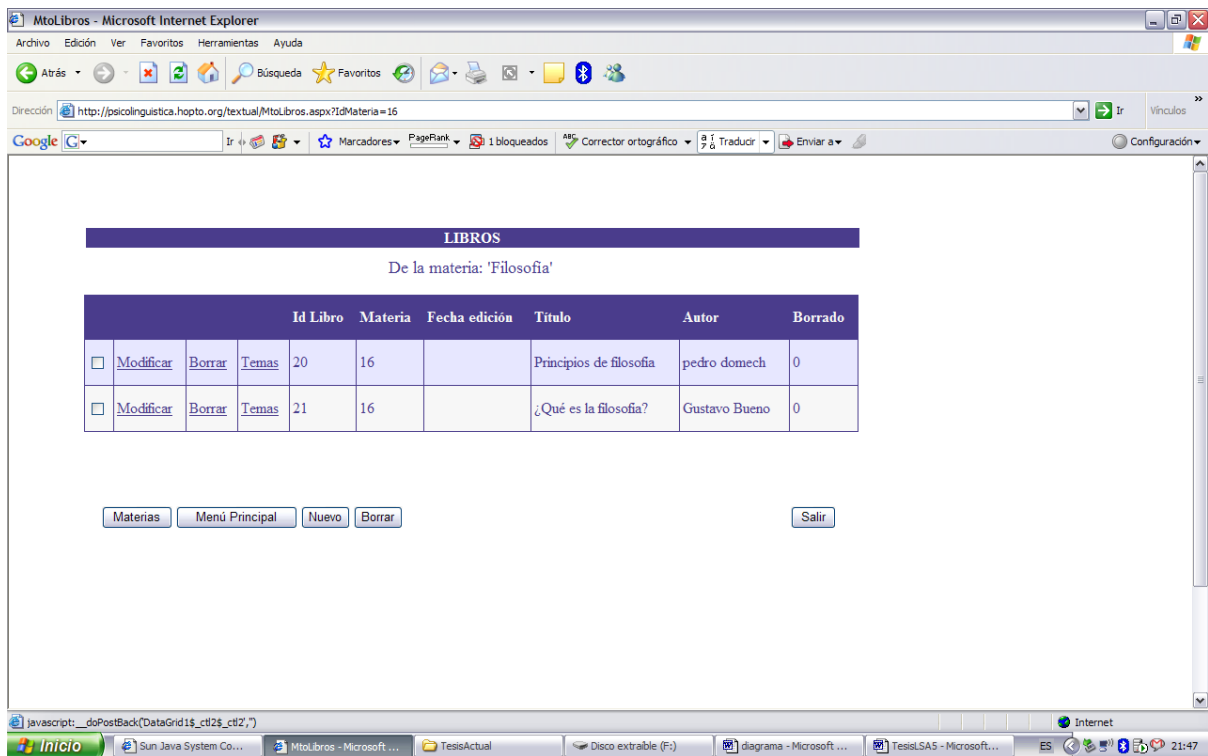 MtoLibros - Microsoft Internet Explorer
Archivo Edición Ver Favoritos Herramientas Ayuda
Atrás Búsqueda Favoritos
Dirección http://psicolinguistica.hopto.org/textual/MtoLibros.aspx?IdMateria=16 Ir Vínculos »
Google G Ir Marcadores PageRank 1 bloqueados ABC Corrector ortográfico Traducir Enviar a Configuración
LIBROS
De la materia: 'Filosofía'
Id Libro Materia Fecha edición Título Autor Borrado
Modificar Borrar Temas 20 16 Principios de filosofia pedro domech 0
Modificar Borrar Temas 21 16 ¿Qué es la filosofia? Gustavo Bueno 0
Materias Menú Principal Nuevo Borrar Salir
javascript:__doPostBack('DataGrid1$_ctl2$_ctl2','') Internet
Inicio Sun Java System Co... MtoLibros - Microsoft ... TesisActual Disco extraíble (F:) diagrama - Microsoft ... TesisLSA5 - Microsoft... ES 21:47